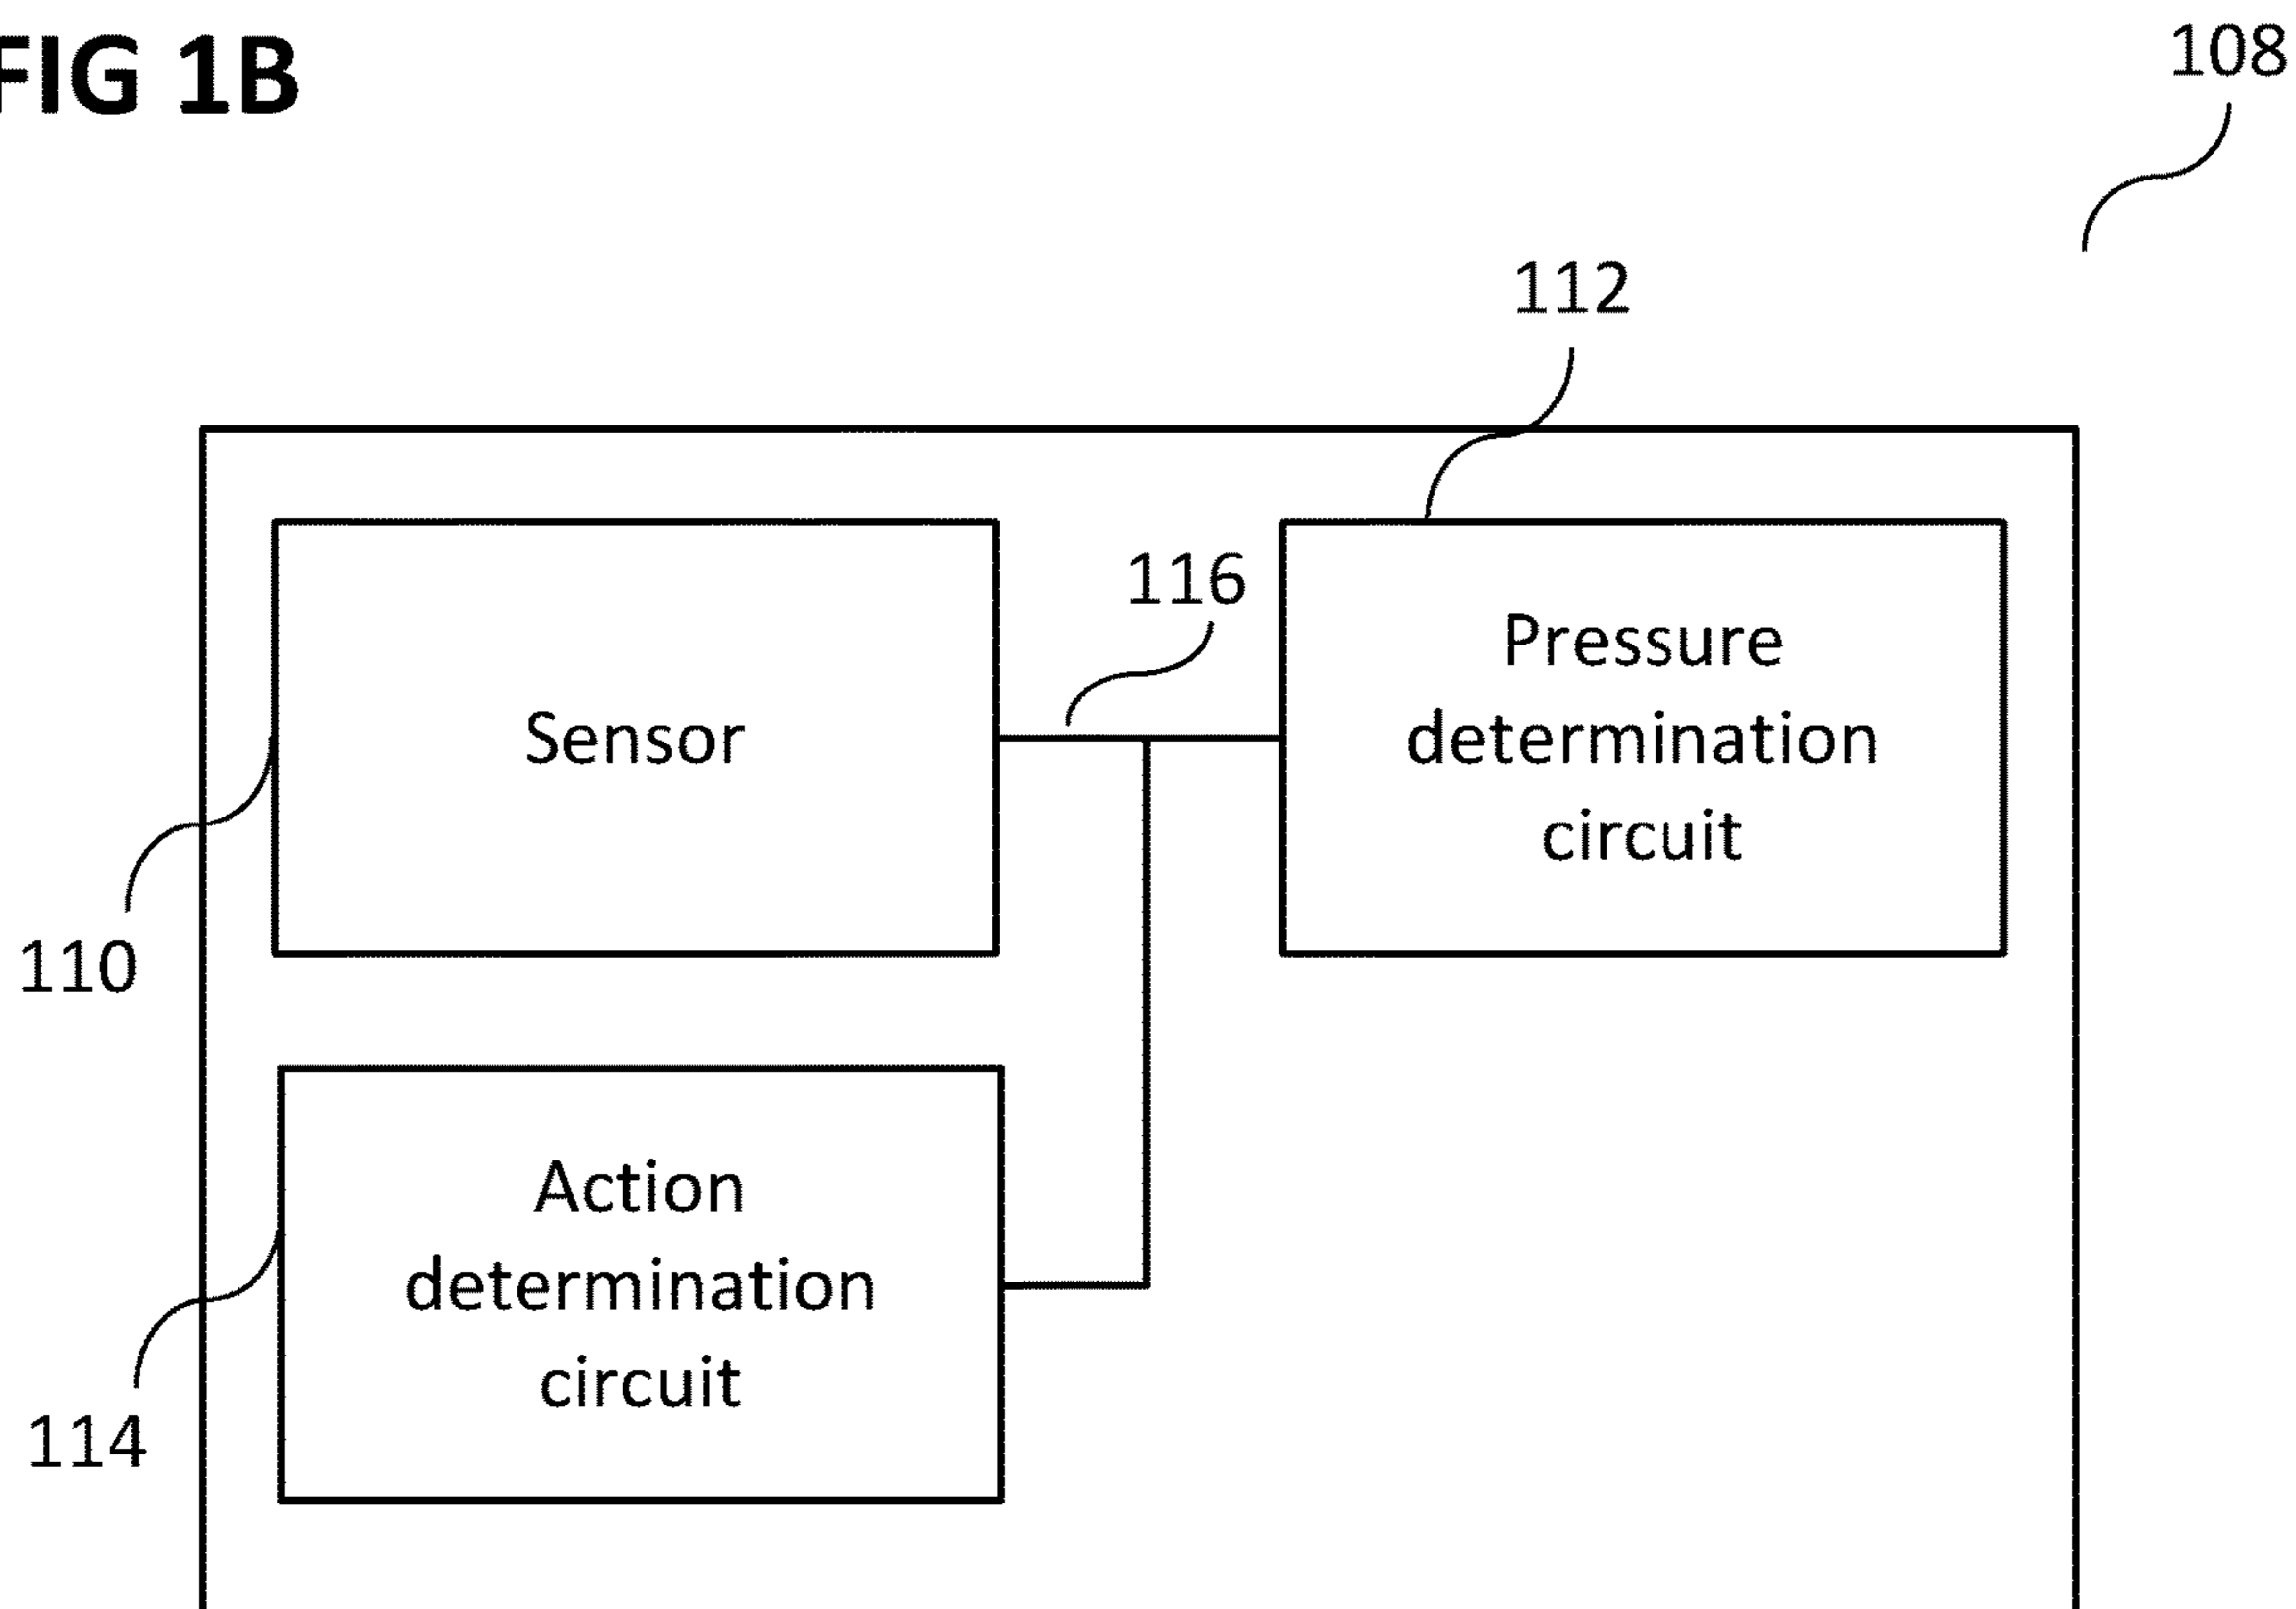 FIG 1B
108
112
116
Sensor
Pressure
determination
circuit
110
Action
determination
circuit
114